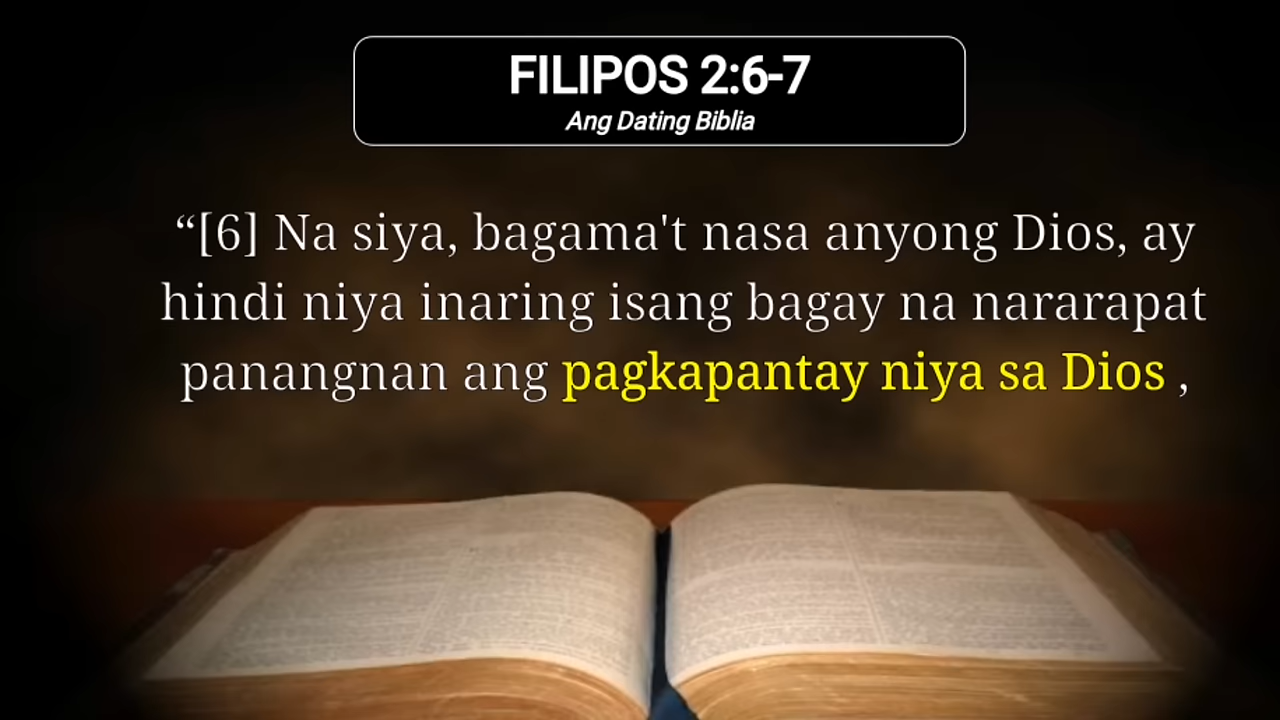 FILIPOS 2:6-7
Ang Dating Biblia
“[6] Na siya, bagama't nasa anyong Dios, ay
hindi niya inaring isang bagay na nararapat
panangnan ang pagkapantay niya sa Dios ,